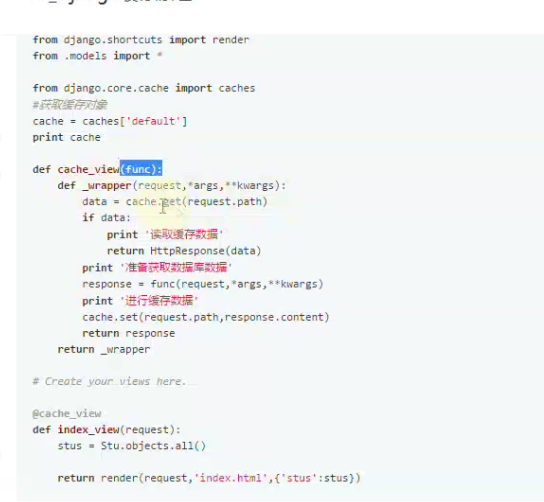 from django.shortcuts import render
from .models import *
from django.core.cache import caches
#获取缓存对象
cache = caches['default']
print cache
def cache_view(func):
def _wrapper(request,*args,**kwargs):
data = cache.get(request.path)
if data:
print '读取缓存数据'
return HttpResponse(data)
print '准备获取数据库数据'
response = func(request,*args,**kwargs)
print '进行缓存数据'
cache.set(request.path,response.content)
return response
return _wrapper
# Create your views here.
@cache_view
def index_view(request):
stus = Stu.objects.all()
return render(request,'index.html',{'stus':stus})